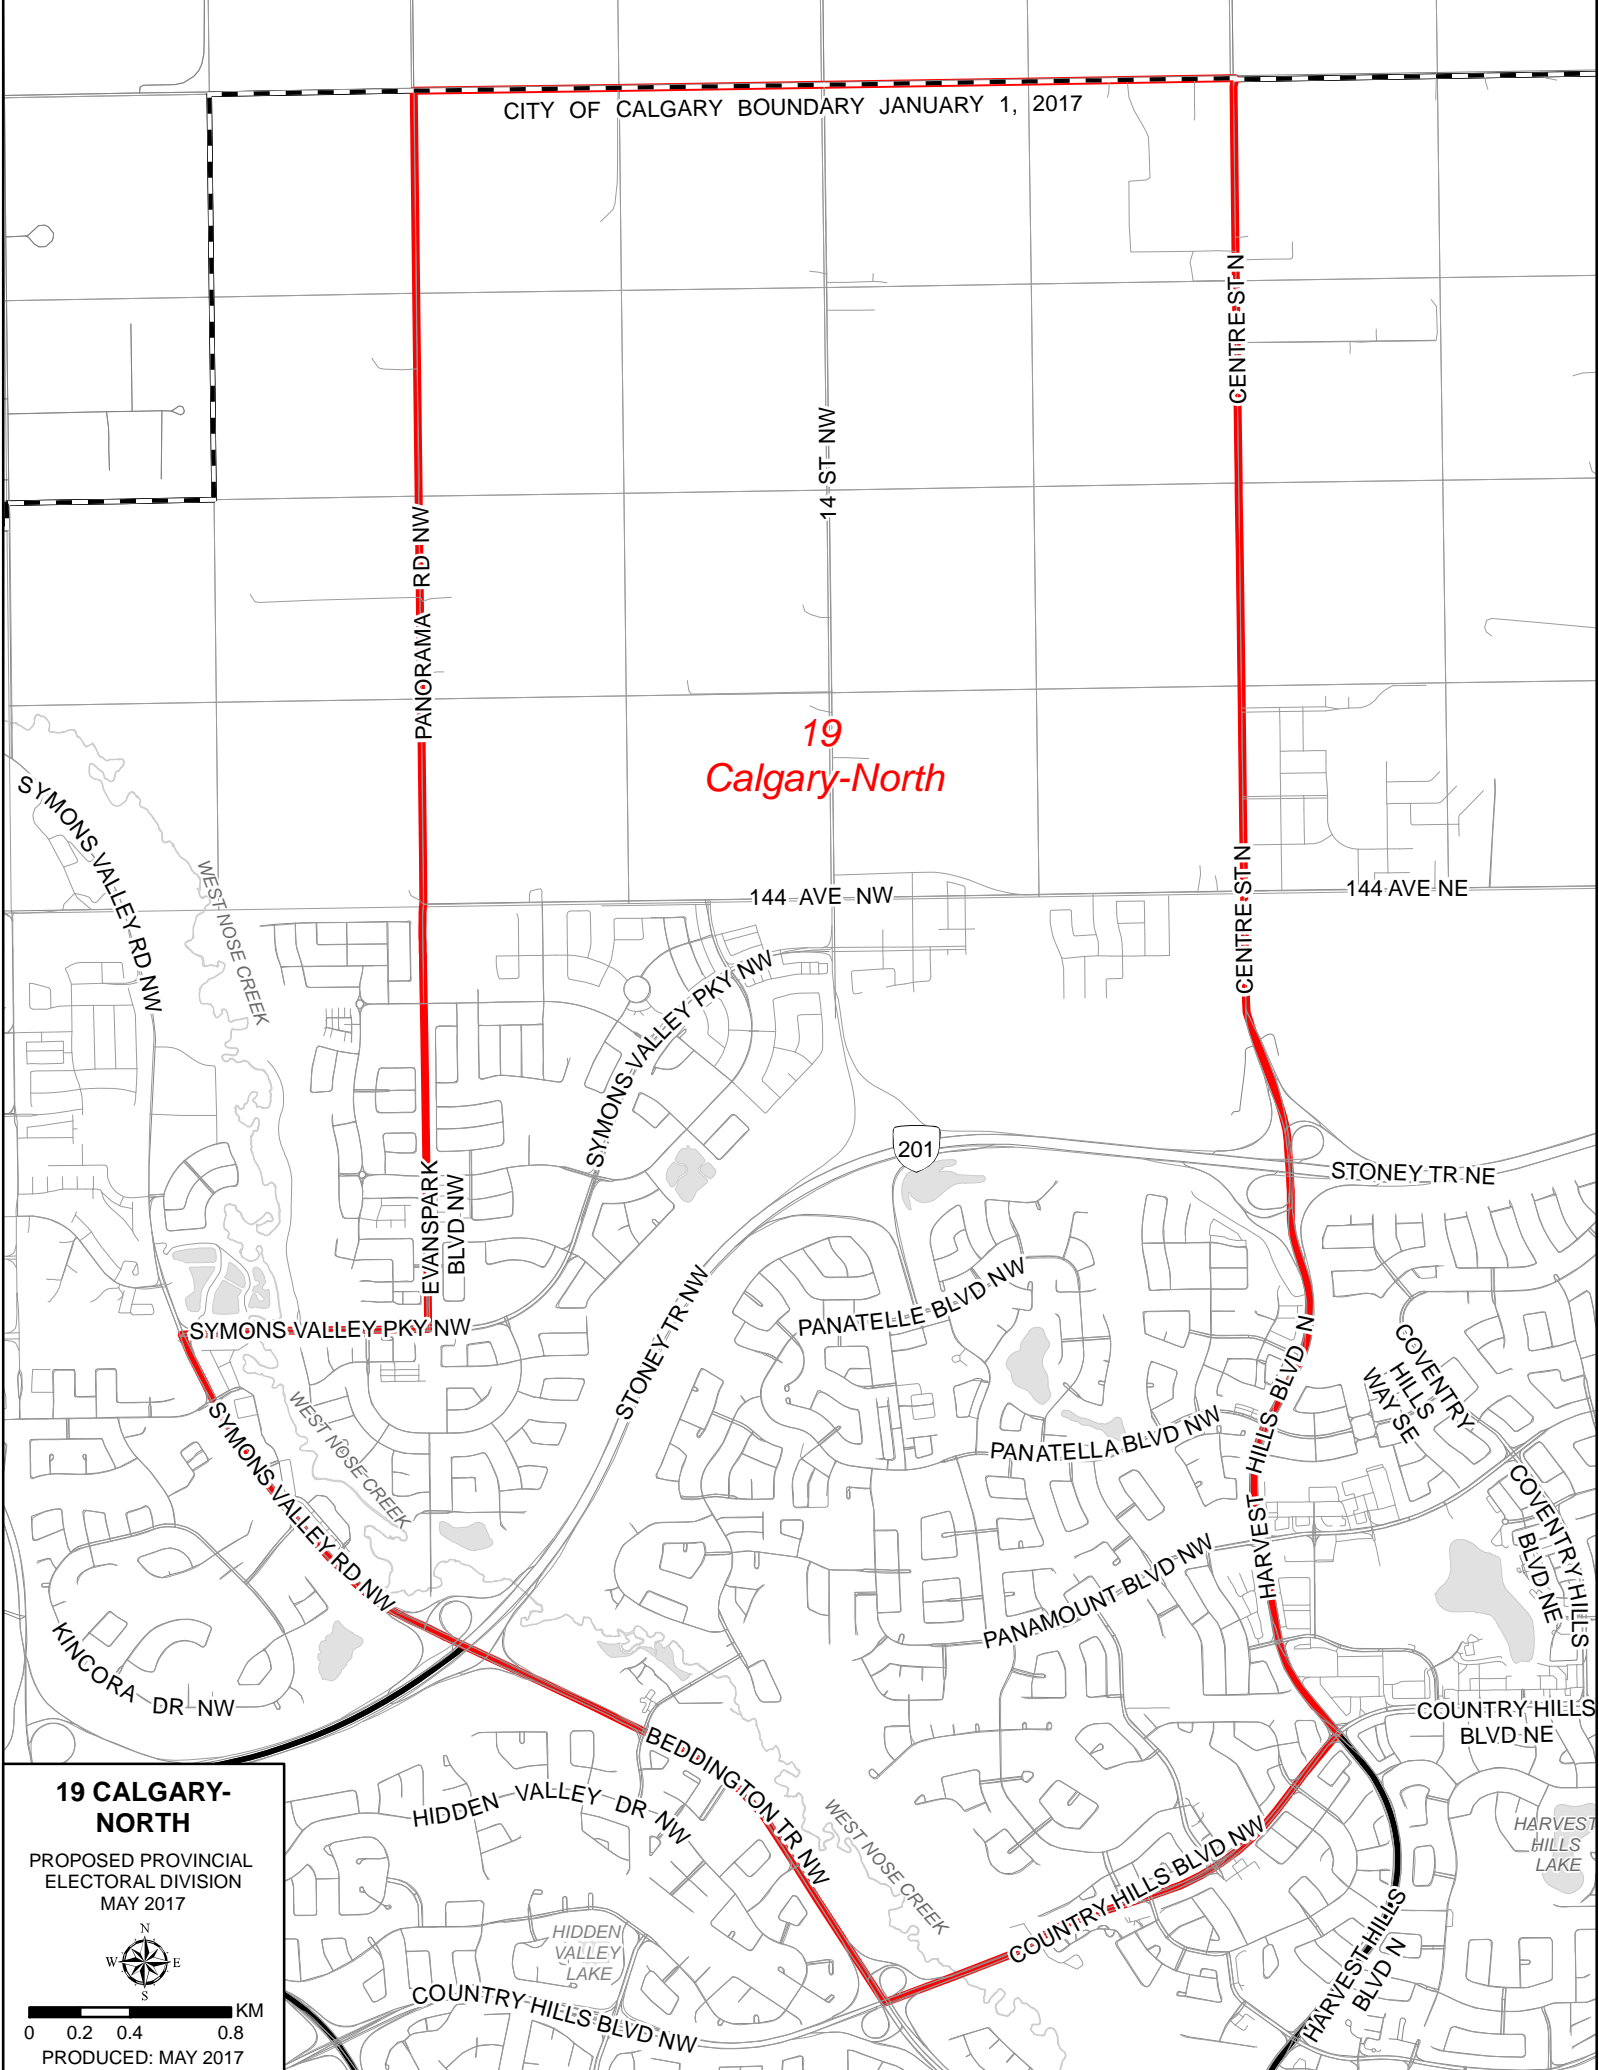 CITY OF CALGARY BOUNDARY JANUARY 1, 2017
CENTRE ST N
14 ST NW
PANORAMA RD NW
19
Calgary-North
SYMONS VALLEY RD NW
WEST NOSE CREEK
144 AVE NW
CENTRE ST N
144 AVE NE
SYMONS VALLEY PKY NW
201
STONEY TR NE
EVANSPARK
BLVD NW
STONEY TR NW
PANATELLE BLVD NW
SYMONS VALLEY PKY NW
COVENTRY
HILLS
WAY SE
HARVEST HILLS BLVD N
PANATELLA BLVD NW
WEST NOSE CREEK
SYMONS VALLEY RD NW
COVENTRY HILLS
BLVD NE
PANAMOUNT BLVD NW
KINCORA DR NW
COUNTRY HILLS
BLVD NE
BEDDINGTON TR NW
HIDDEN VALLEY DR NW
WEST NOSE CREEK
COUNTRY HILLS BLVD NW
HARVEST
HILLS
LAKE
HARVEST HILLS
BLVD N
HIDDEN
VALLEY
LAKE
COUNTRY HILLS BLVD NW
19 CALGARY-
NORTH
PROPOSED PROVINCIAL
ELECTORAL DIVISION
MAY 2017
N
W E
S
KM
0 0.2 0.4 0.8
PRODUCED: MAY 2017